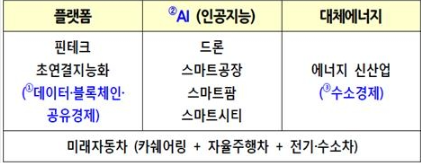 플랫폼 ②AI (인공지능) 대체에너지
핀테크
초연결지능화
(①데이터·블록체인·
공유경제)
드론
스마트공장
스마트팜
스마트시티
에너지 신산업
(③수소경제)
미래자동차 (카쉐어링 + 자율주행차 + 전기·수소차)